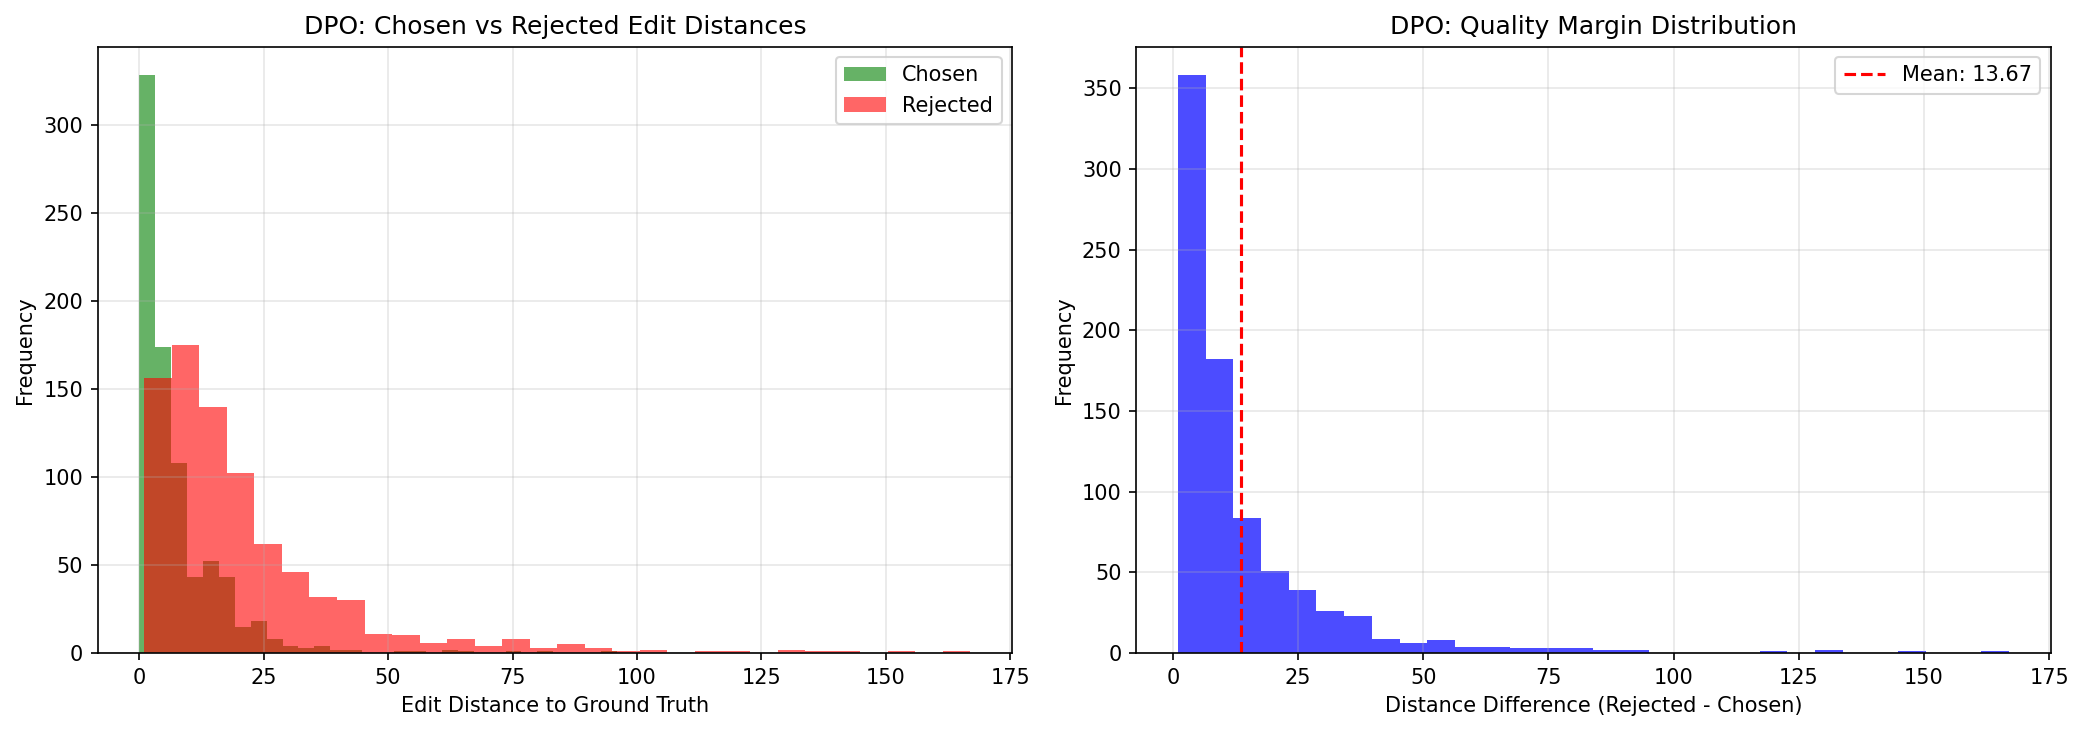 DPO: Chosen vs Rejected Edit Distances
Chosen
Rejected
300
250
200
150
100
50
0
Frequency
0 25 50 75 100 125 150 175
Edit Distance to Ground Truth
DPO: Quality Margin Distribution
Mean: 13.67
350
300
250
200
150
100
50
0
Frequency
0 25 50 75 100 125 150 175
Distance Difference (Rejected - Chosen)